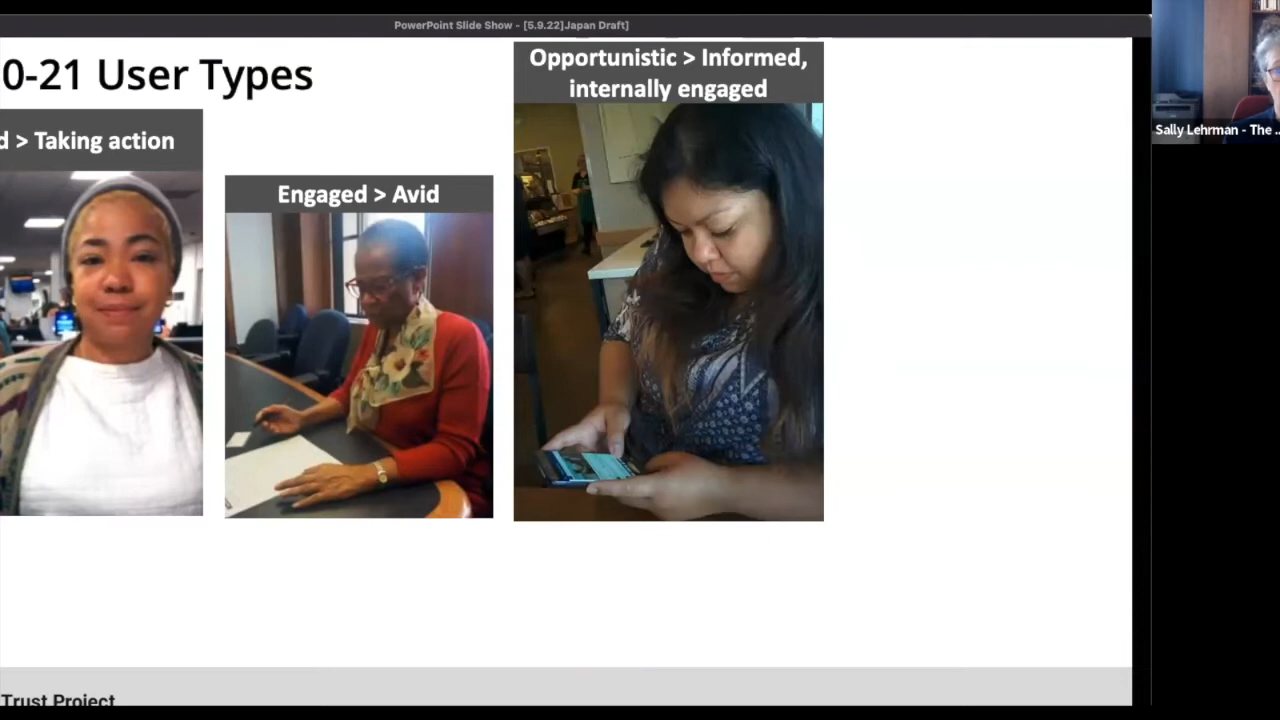 PowerPoint Slide Show - [5.9.22]Japan Draft]
0-21 User Types
d > Taking action
Engaged > Avid
Opportunistic > Informed,
internally engaged
Sally Lehrman - The ...
Trust Project